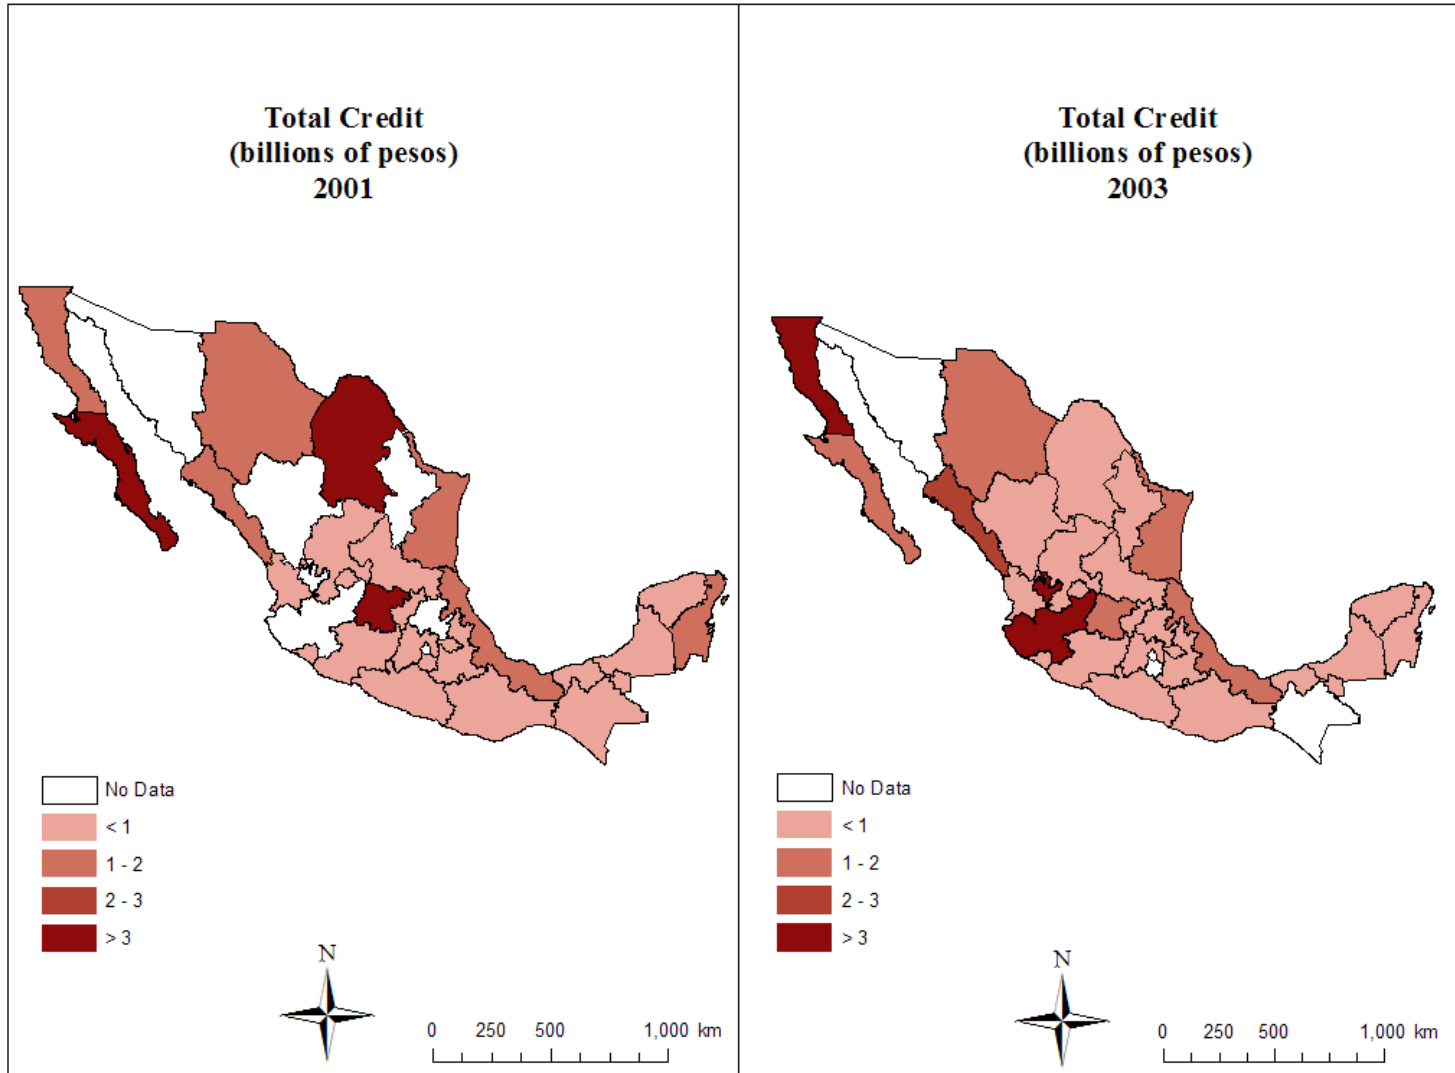 Total Credit
(billions of pesos)
2001
No Data
< 1
1 - 2
2 - 3
> 3
N
0 250 500 1,000 km
Total Credit
(billions of pesos)
2003
No Data
< 1
1 - 2
2 - 3
> 3
N
0 250 500 1,000 km